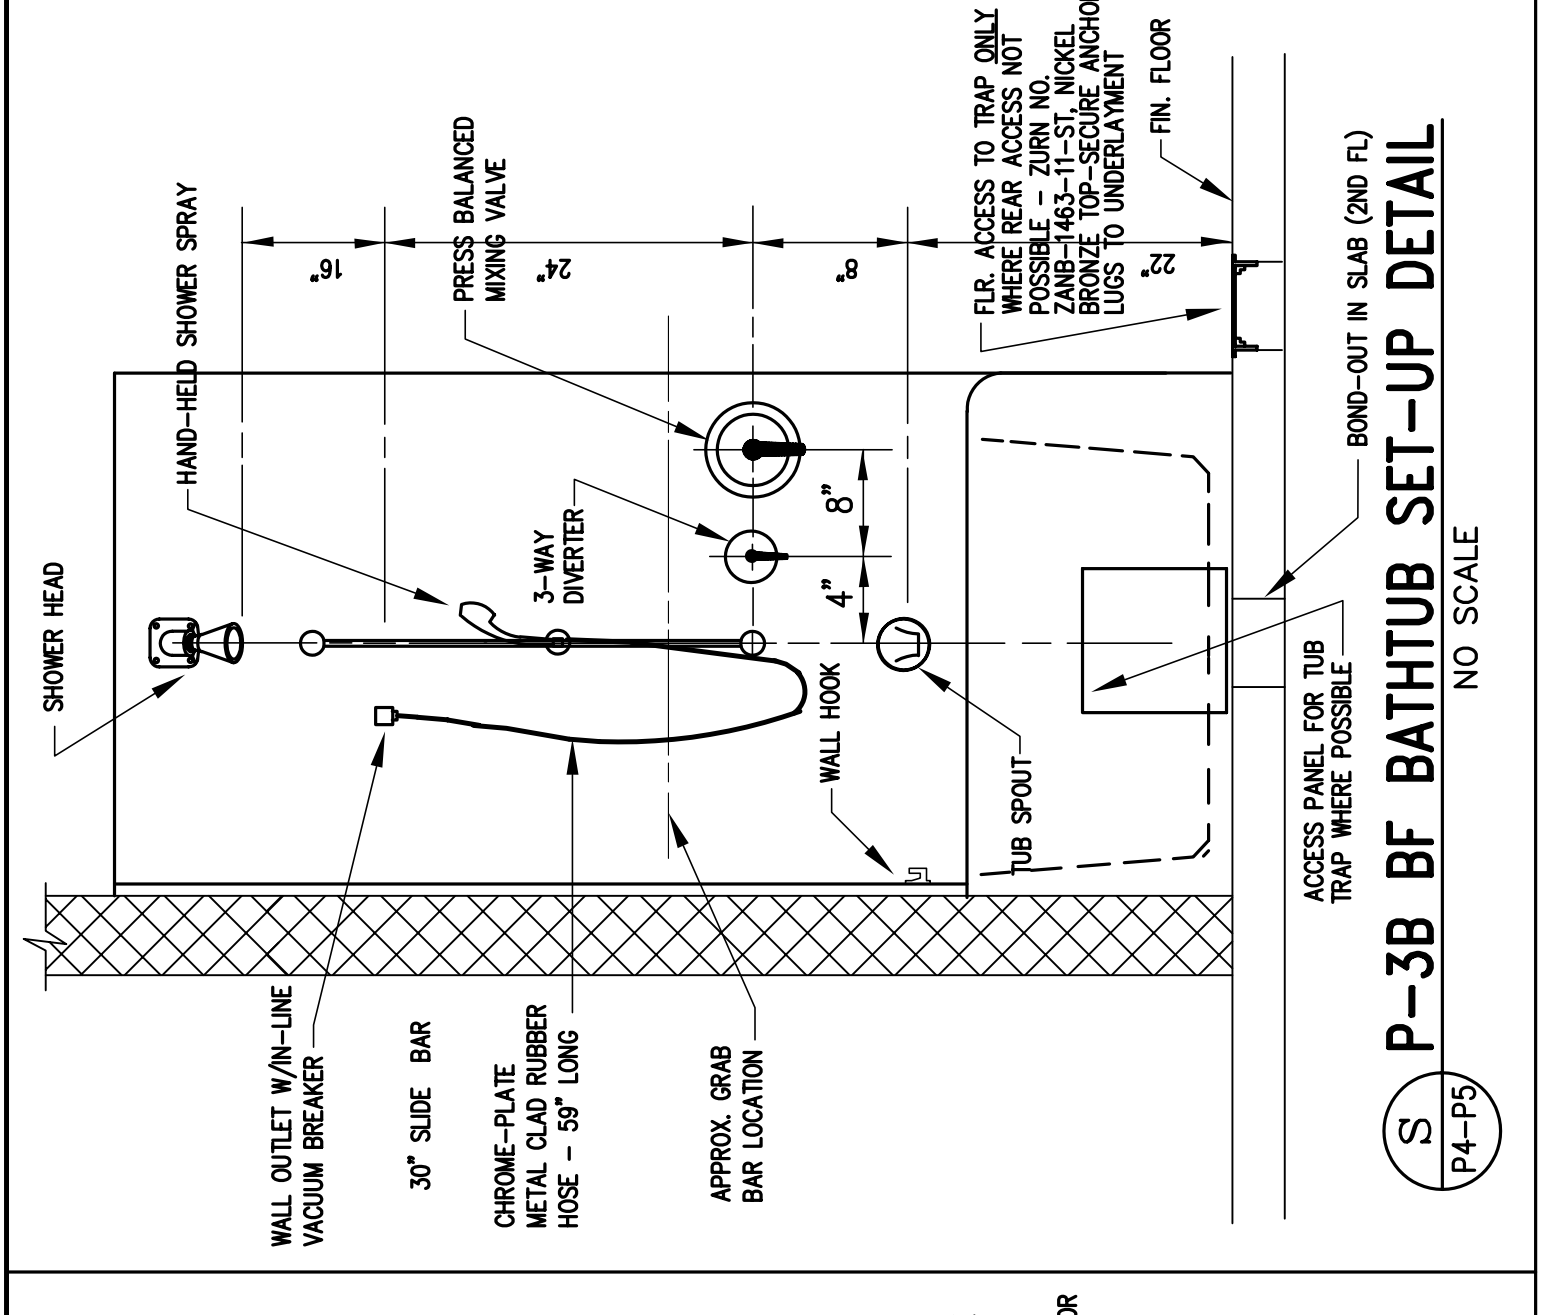 SHOWER HEAD
HAND-HELD SHOWER SPRAY
PRESS BALANCED
MIXING VALVE
3-WAY
DIVERTER
16"
24"
8"
22"
8"
4"
FLR. ACCESS TO TRAP ONLY
WHERE REAR ACCESS NOT
POSSIBLE - ZURN NO.
ZANB-1463-11-ST, NICKEL
BRONZE TOP-SECURE ANCHOR
LUGS TO UNDERLAYMENT
FIN. FLOOR
WALL OUTLET W/IN-LINE
VACUUM BREAKER
30" SLIDE BAR
CHROME-PLATE
METAL CLAD RUBBER
HOSE - 59" LONG
APPROX. GRAB
BAR LOCATION
WALL HOOK
TUB SPOUT
ACCESS PANEL FOR TUB
TRAP WHERE POSSIBLE
BOND-OUT IN SLAB (2ND FL)
S
P4-P5
P-3B BF BATHTUB SET-UP DETAIL
NO SCALE